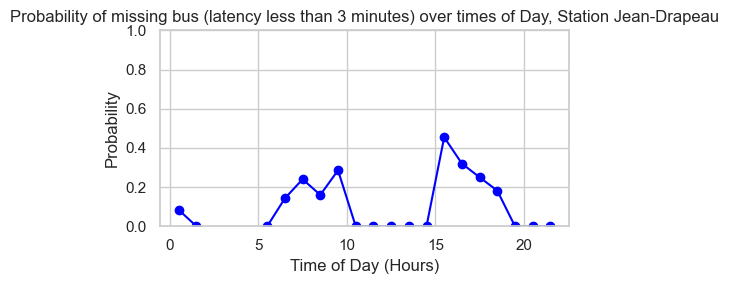 Probability of missing bus (latency less than 3 minutes) over times of Day, Station Jean-Drapeau
1.0
0.8
0.6
0.4
0.2
0.0
Probability
0 5 10 15 20
Time of Day (Hours)